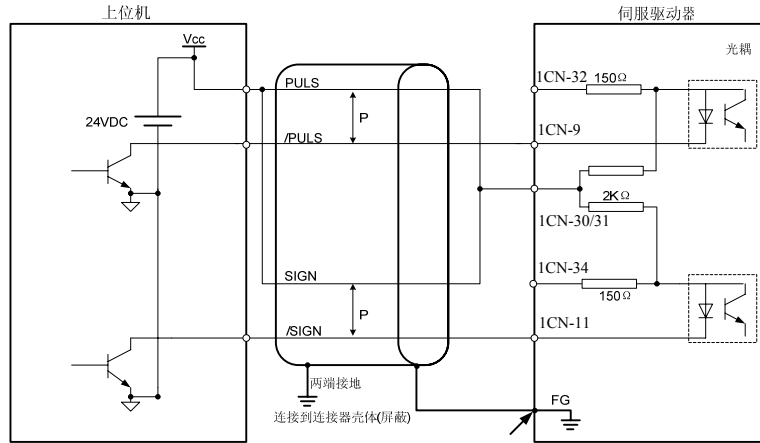 上位机
伺服驱动器
Vcc
光耦
PULS
1CN-32
150Ω
24VDC
P
1CN-9
/PULS
2KΩ
1CN-30/31
SIGN
1CN-34
150Ω
P
1CN-11
/SIGN
两端接地
连接到连接器壳体(屏蔽)
FG